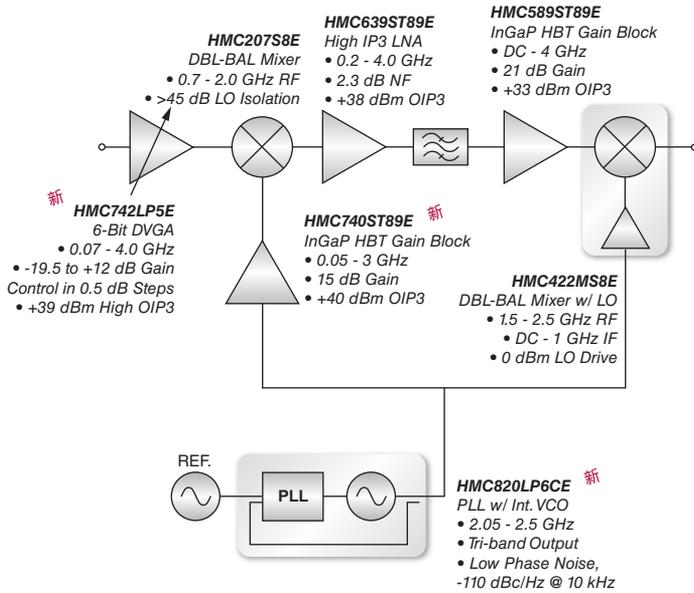 HMC207S8E
DBL-BAL Mixer
• 0.7 - 2.0 GHz RF
• >45 dB LO Isolation
HMC639ST89E
High IP3 LNA
• 0.2 - 4.0 GHz
• 2.3 dB NF
• +38 dBm OIP3
HMC589ST89E
InGaP HBT Gain Block
• DC - 4 GHz
• 21 dB Gain
• +33 dBm OIP3
新
HMC742LP5E
6-Bit DVGA
• 0.07 - 4.0 GHz
• -19.5 to +12 dB Gain
Control in 0.5 dB Steps
• +39 dBm High OIP3
新
HMC740ST89E
InGaP HBT Gain Block
• 0.05 - 3 GHz
• 15 dB Gain
• +40 dBm OIP3
HMC422MS8E
DBL-BAL Mixer w/ LO
• 1.5 - 2.5 GHz RF
• DC - 1 GHz IF
• 0 dBm LO Drive
REF.
PLL
新
HMC820LP6CE
PLL w/ Int. VCO
• 2.05 - 2.5 GHz
• Tri-band Output
• Low Phase Noise,
-110 dBc/Hz @ 10 kHz